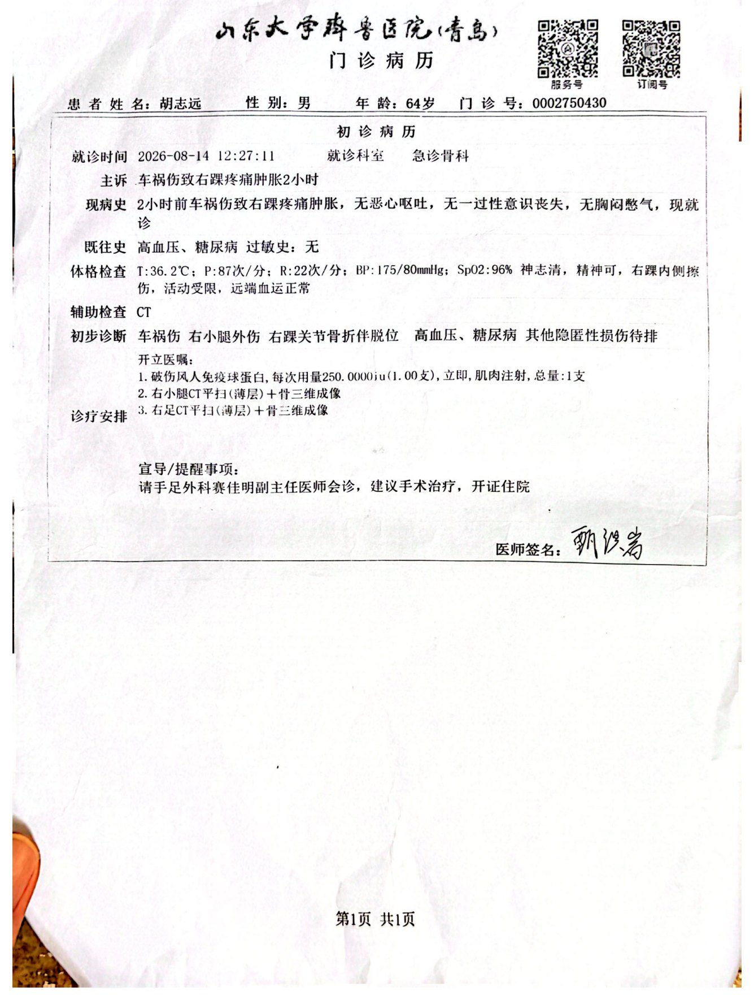 山东大学齐鲁医院(青岛)
门诊病历
服务号 订阅号
患者姓名：胡志远 性别：男 年龄：64岁 门诊号：0002750430
初诊病历
就诊时间 2026-08-14 12:27:11 就诊科室 急诊骨科
主诉 车祸伤致右踝疼痛肿胀2小时
现病史 2小时前车祸伤致右踝疼痛肿胀，无恶心呕吐，无一过性意识丧失，无胸闷憋气，现就
诊
既往史 高血压、糖尿病 过敏史：无
体格检查 T:36.2℃；P:87次/分；R:22次/分；BP:175/80mmHg；SpO2:96% 神志清，精神可，右踝内侧擦
伤，活动受限，远端血运正常
辅助检查 CT
初步诊断 车祸伤 右小腿外伤 右踝关节骨折伴脱位 高血压、糖尿病 其他隐匿性损伤待排
开立医嘱：
1.破伤风人免疫球蛋白,每次用量250.0000iu(1.00支),立即,肌肉注射,总量:1支
2.右小腿CT平扫(薄层)＋骨三维成像
3.右足CT平扫(薄层)＋骨三维成像
诊疗安排
宣导/提醒事项：
请手足外科赛佳明副主任医师会诊，建议手术治疗，开证住院
医师签名：甄洪岩
第1页 共1页